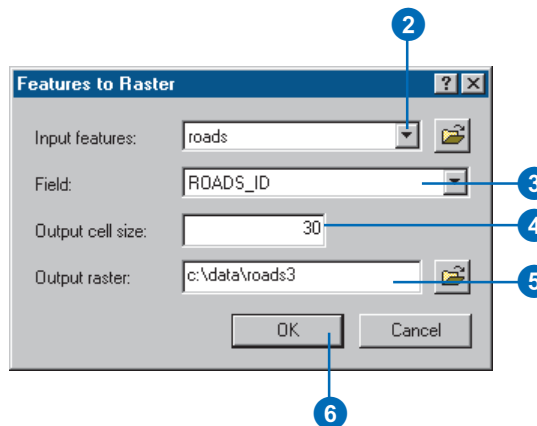 2
Features to Raster
Input features: roads
Field: ROADS_ID
3
Output cell size: 30
4
Output raster: c:\data\roads3
5
OK Cancel
6